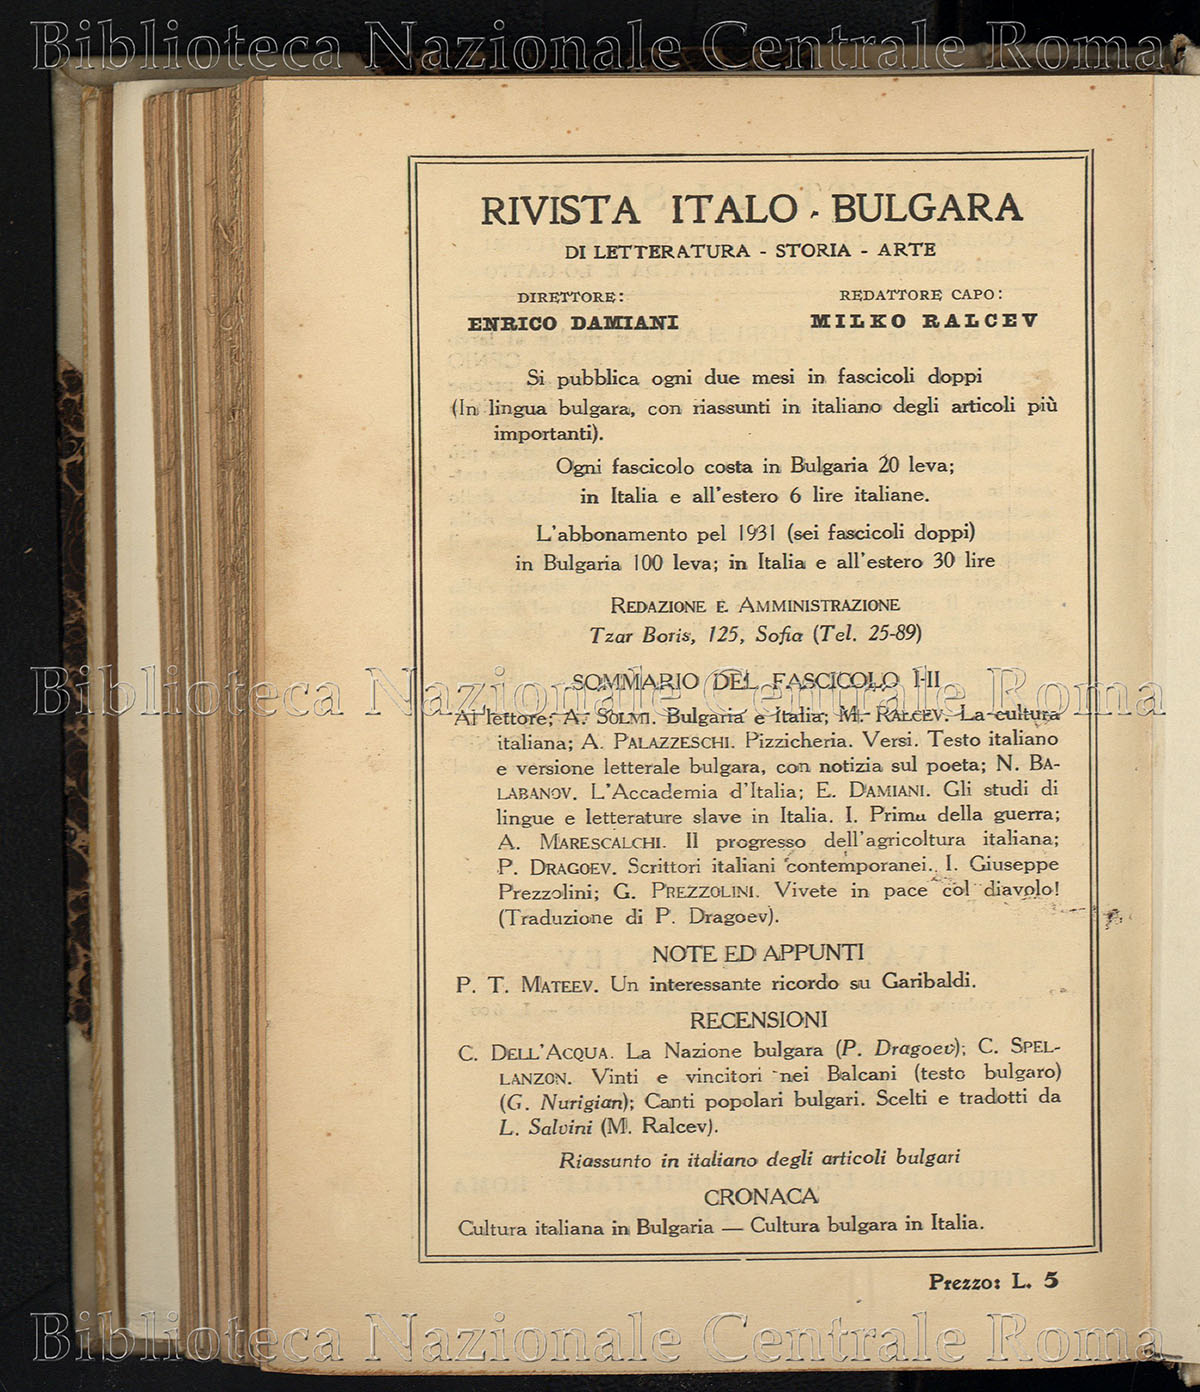 Biblioteca Nazionale Centrale Roma
RIVISTA ITALO - BULGARA
DI LETTERATURA - STORIA - ARTE
DIRETTORE: REDATTORE CAPO:
ENRICO DAMIANI MILKO RALCEV
Si pubblica ogni due mesi in fascicoli doppi
(In lingua bulgara, con riassunti in italiano degli articoli più
importanti).
Ogni fascicolo costa in Bulgaria 20 leva;
in Italia e all'estero 6 lire italiane.
L'abbonamento pel 1931 (sei fascicoli doppi)
in Bulgaria 100 leva; in Italia e all'estero 30 lire
REDAZIONE E AMMINISTRAZIONE
Tzar Boris, 125, Sofia (Tel. 25-89)
SOMMARIO DEL FASCICOLO I-II
Biblioteca Nazionale Centrale Roma
Al lettore; A. SOLMI. Bulgaria e Italia; M. RALCEV. La cultura
italiana; A. PALAZZESCHI. Pizzicheria. Versi. Testo italiano
e versione letterale bulgara, con notizia sul poeta; N. BA-
LABANOV. L'Accademia d'Italia; E. DAMIANI. Gli studi di
lingue e letterature slave in Italia. I. Prima della guerra;
A. MARESCALCHI. Il progresso dell'agricoltura italiana;
P. DRAGOEV. Scrittori italiani contemporanei. I. Giuseppe
Prezzolini; G. PREZZOLINI. Vivete in pace col diavolo!
(Traduzione di P. Dragoev).
NOTE ED APPUNTI
P. T. MATEEV. Un interessante ricordo su Garibaldi.
RECENSIONI
C. DELL'ACQUA. La Nazione bulgara (P. Dragoev); C. SPEL-
LANZON. Vinti e vincitori nei Balcani (testo bulgaro)
(G. Nurigian); Canti popolari bulgari. Scelti e tradotti da
L. Salvini (M. Ralcev).
Riassunto in italiano degli articoli bulgari
CRONACA
Cultura italiana in Bulgaria — Cultura bulgara in Italia.
Prezzo: L. 5
Biblioteca Nazionale Centrale Roma